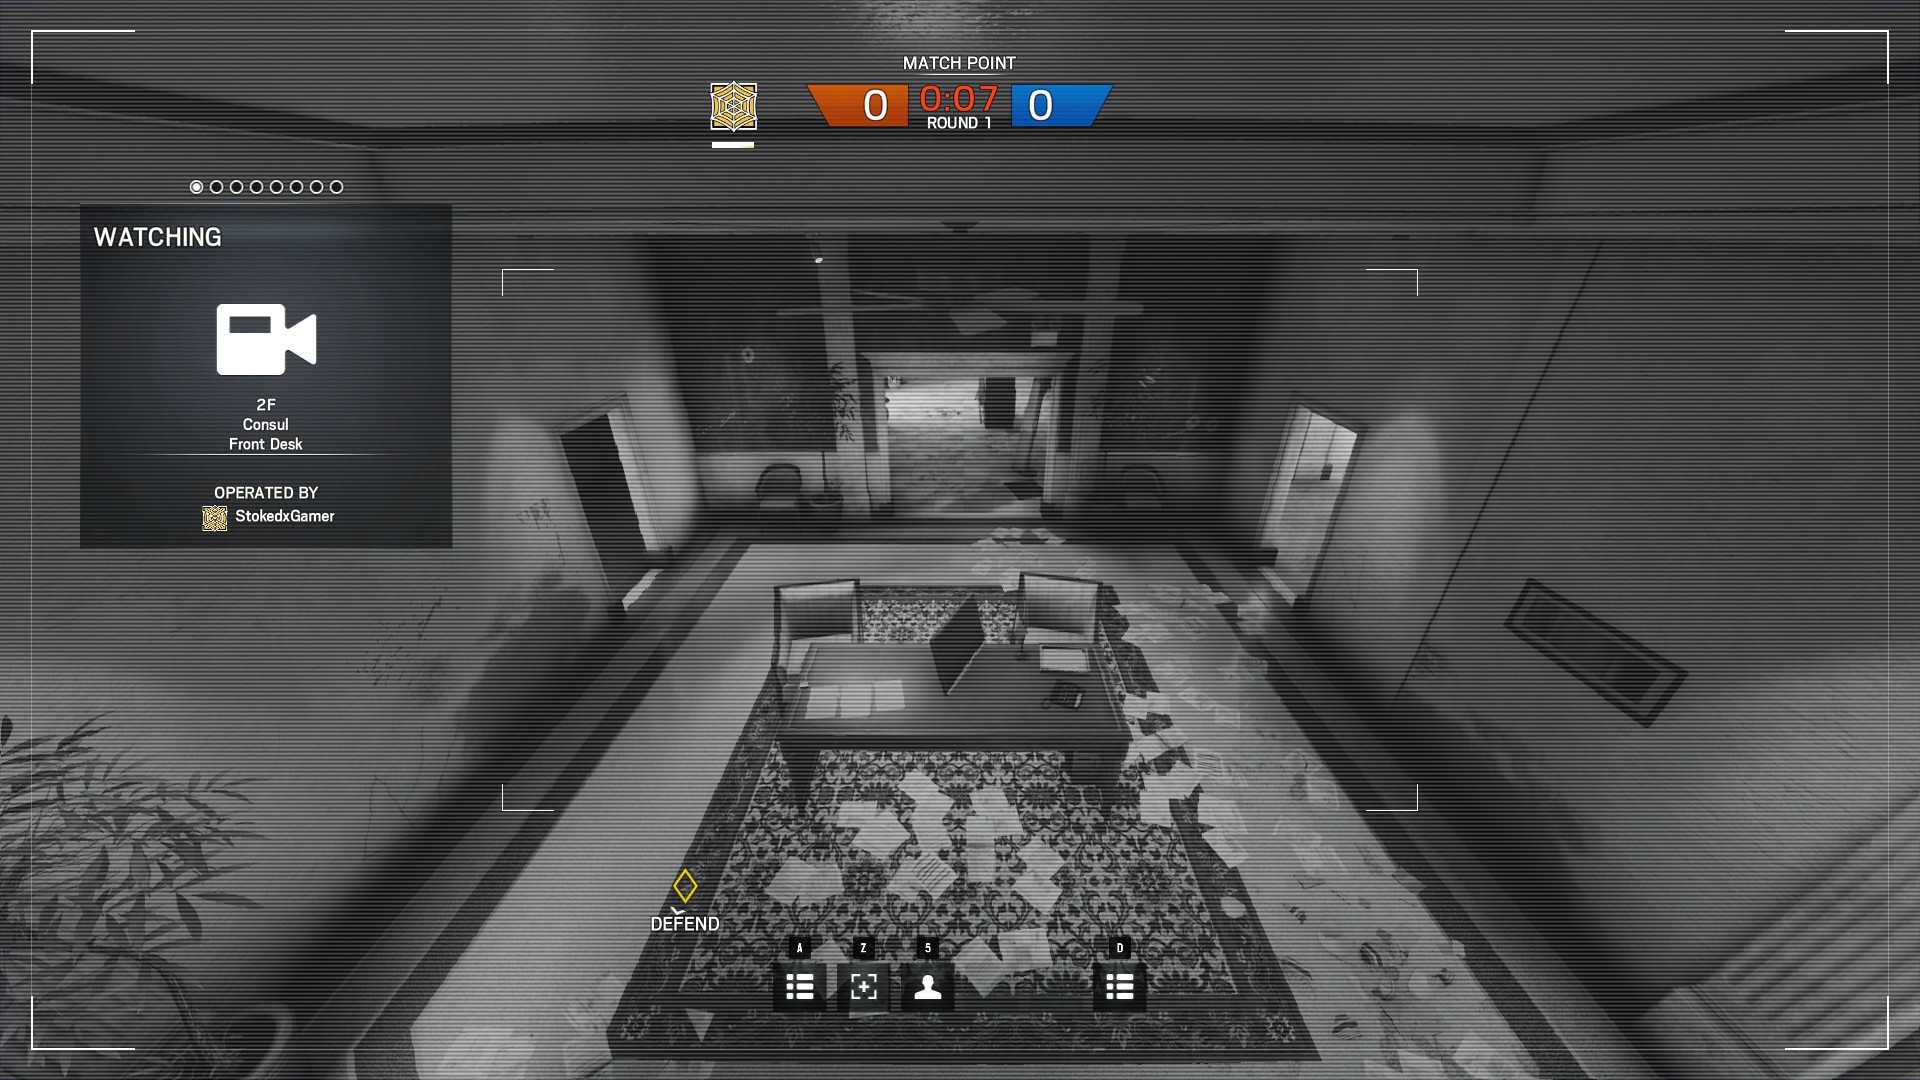 MATCH POINT
0 0:07 0
ROUND 1
WATCHING
2F
Consul
Front Desk
OPERATED BY
StokedxGamer
DEFEND
A Z 5 D